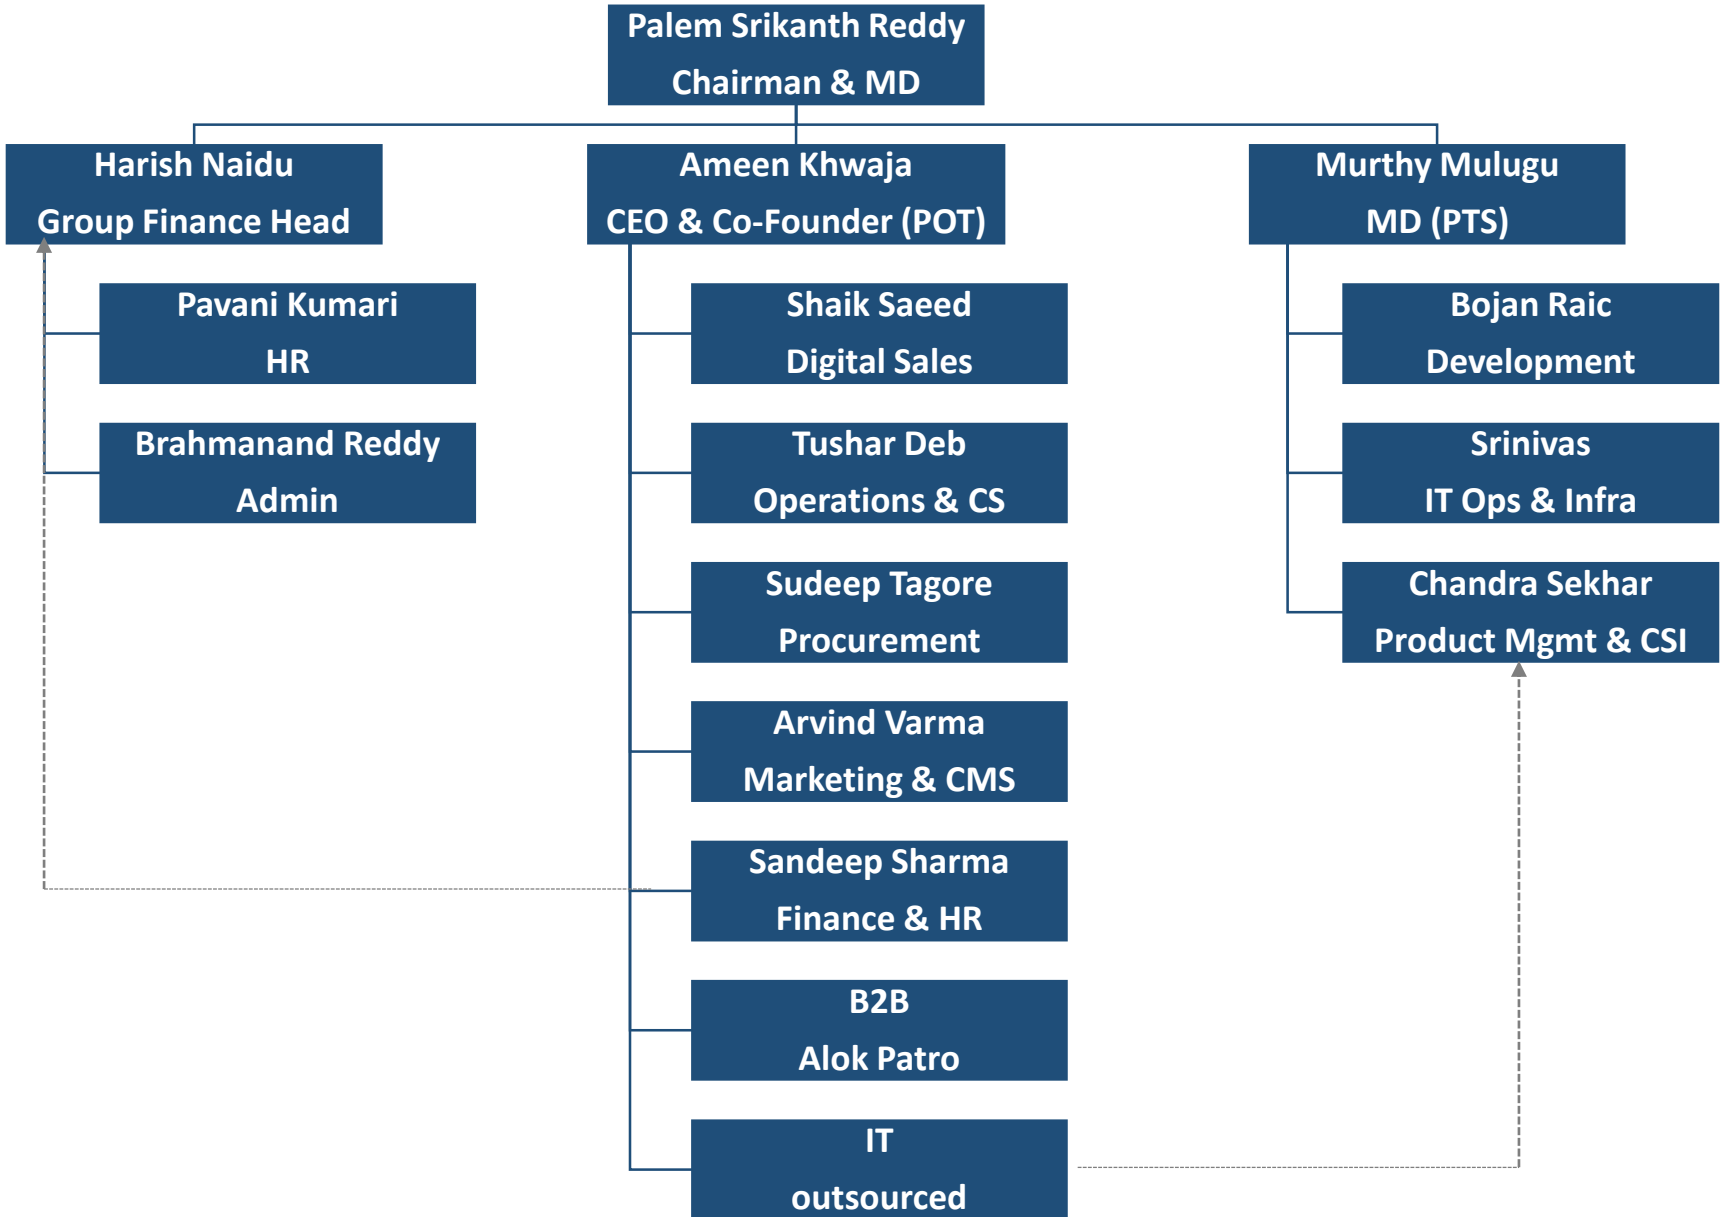 Palem Srikanth Reddy
Chairman & MD
Harish Naidu
Group Finance Head
Pavani Kumari
HR
Brahmanand Reddy
Admin
Ameen Khwaja
CEO & Co-Founder (POT)
Shaik Saeed
Digital Sales
Tushar Deb
Operations & CS
Sudeep Tagore
Procurement
Arvind Varma
Marketing & CMS
Sandeep Sharma
Finance & HR
B2B
Alok Patro
IT
outsourced
Murthy Mulugu
MD (PTS)
Bojan Raic
Development
Srinivas
IT Ops & Infra
Chandra Sekhar
Product Mgmt & CSI